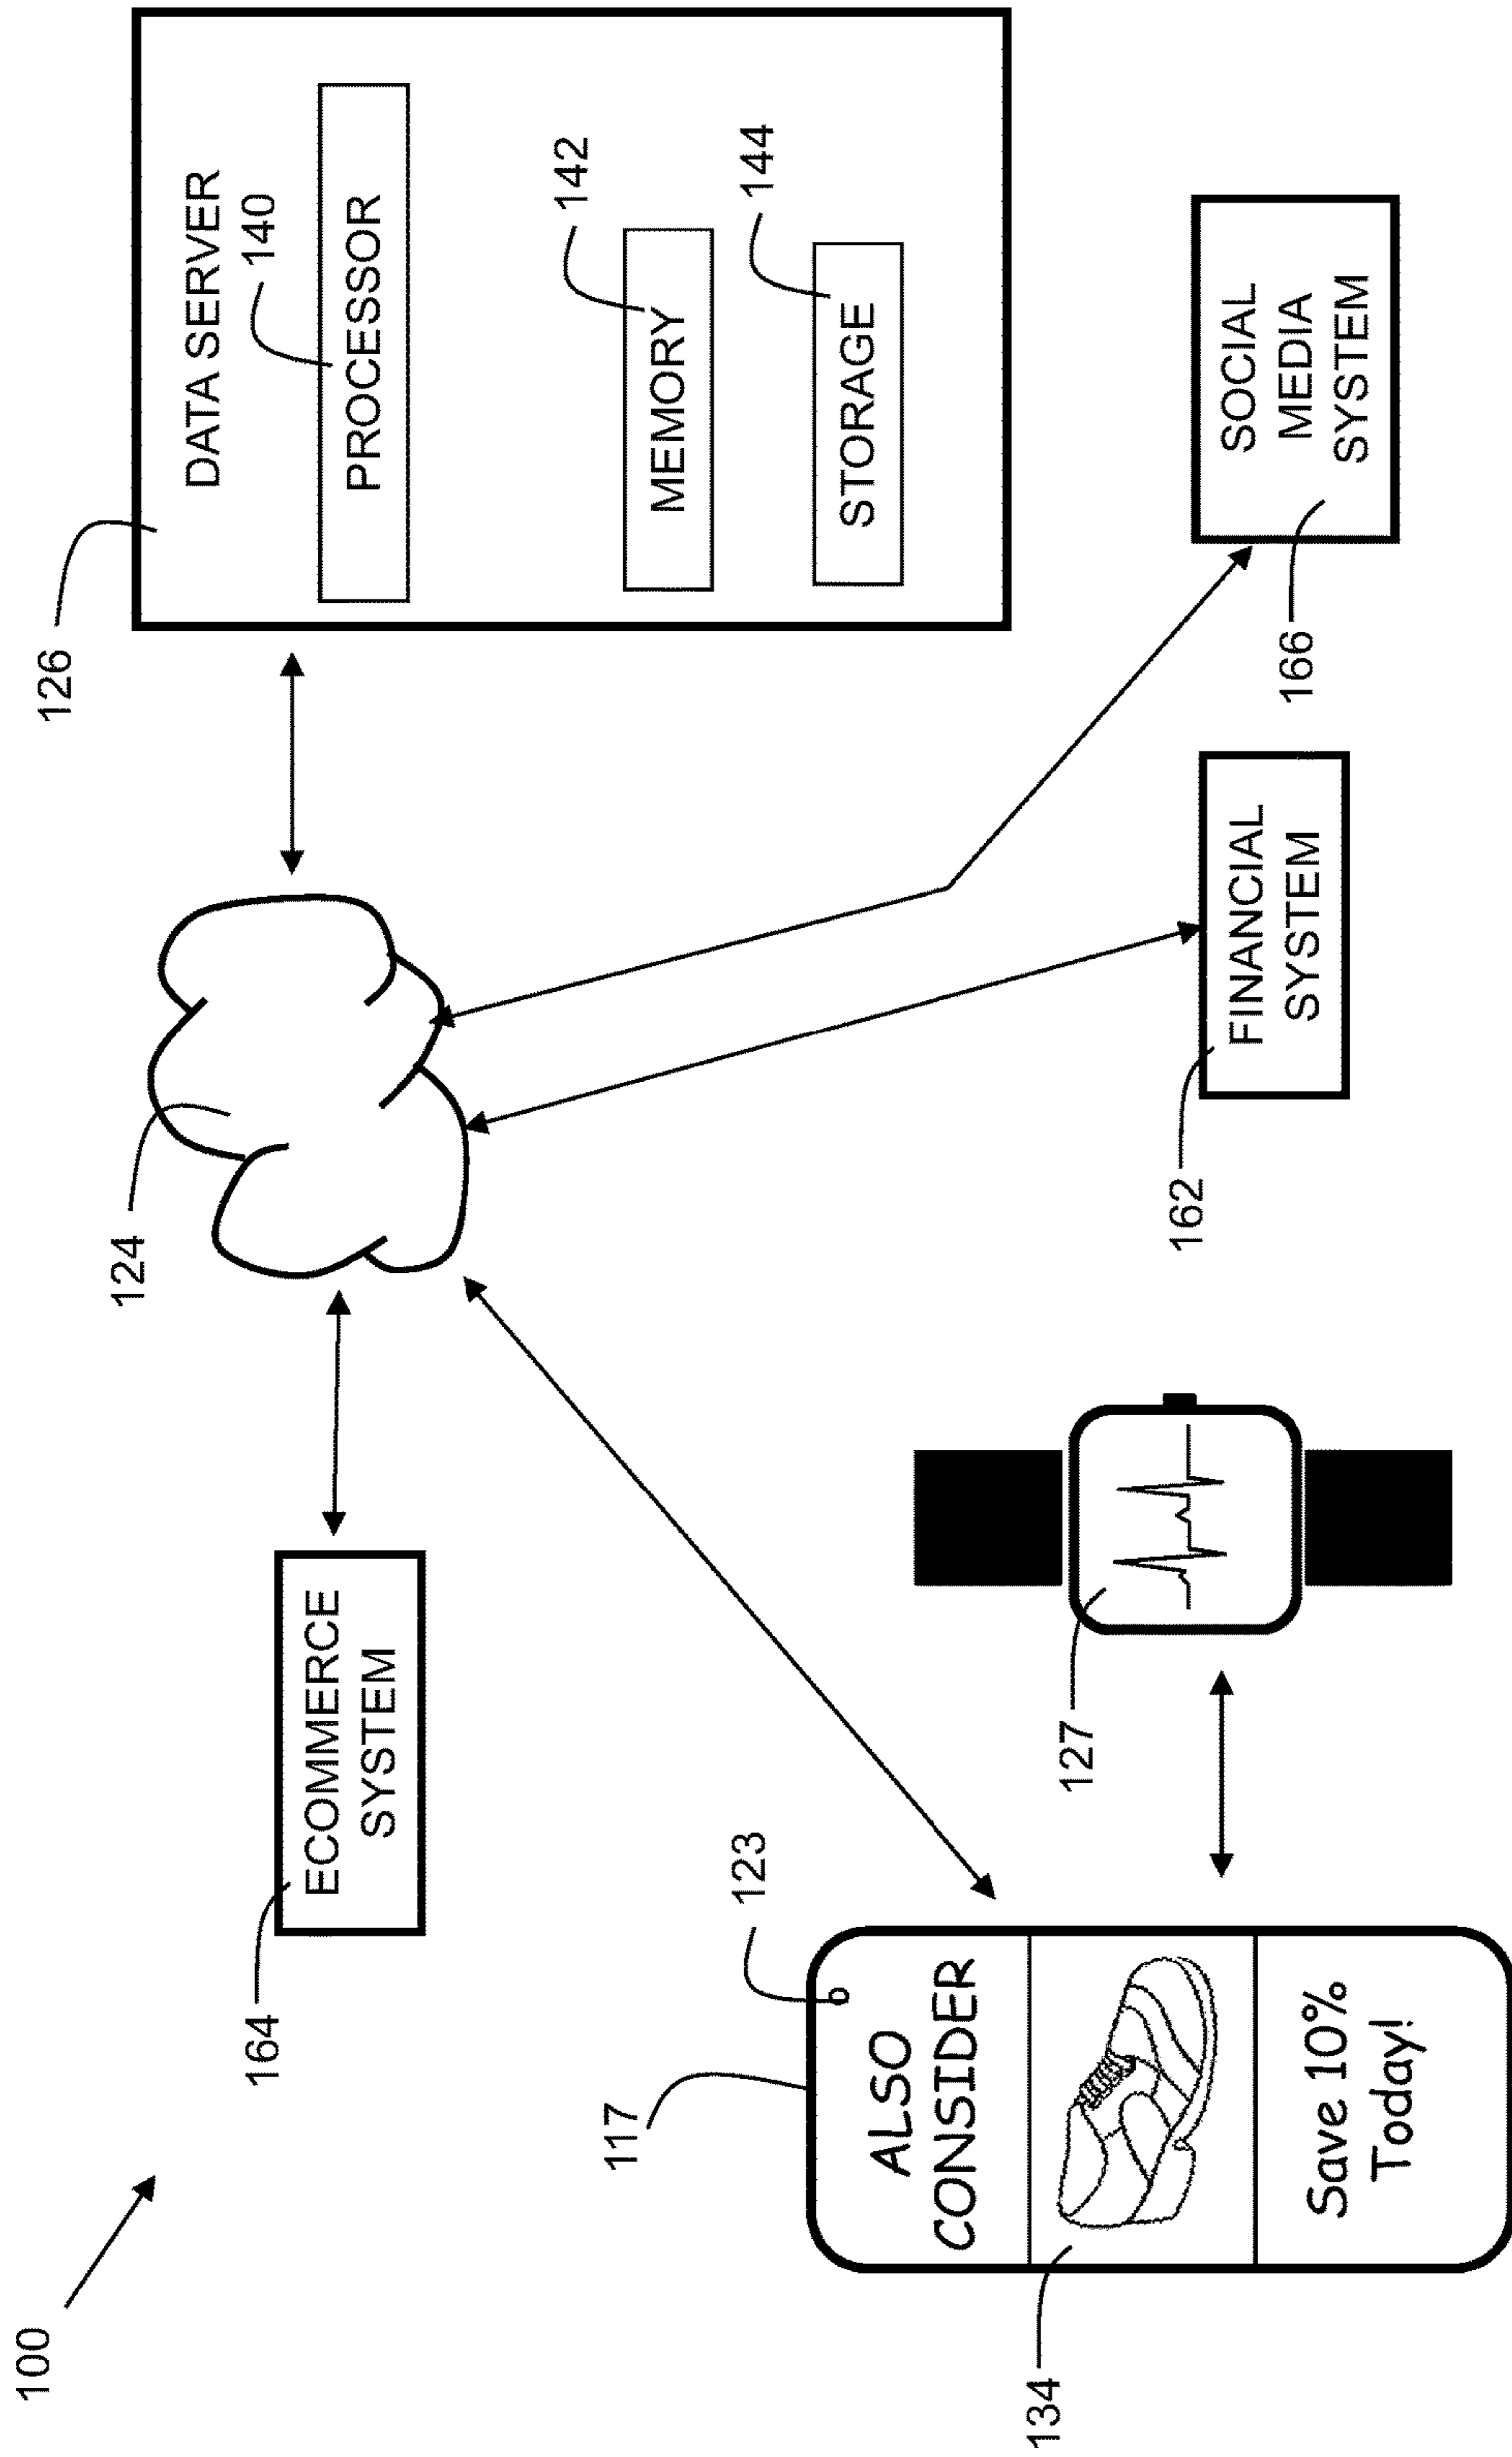 100
126
DATA SERVER
140
PROCESSOR
142
MEMORY
144
STORAGE
124
164
ECOMMERCE
SYSTEM
117
123
ALSO
CONSIDER
134
Save 10%
Today!
127
162
FINANCIAL
SYSTEM
166
SOCIAL
MEDIA
SYSTEM